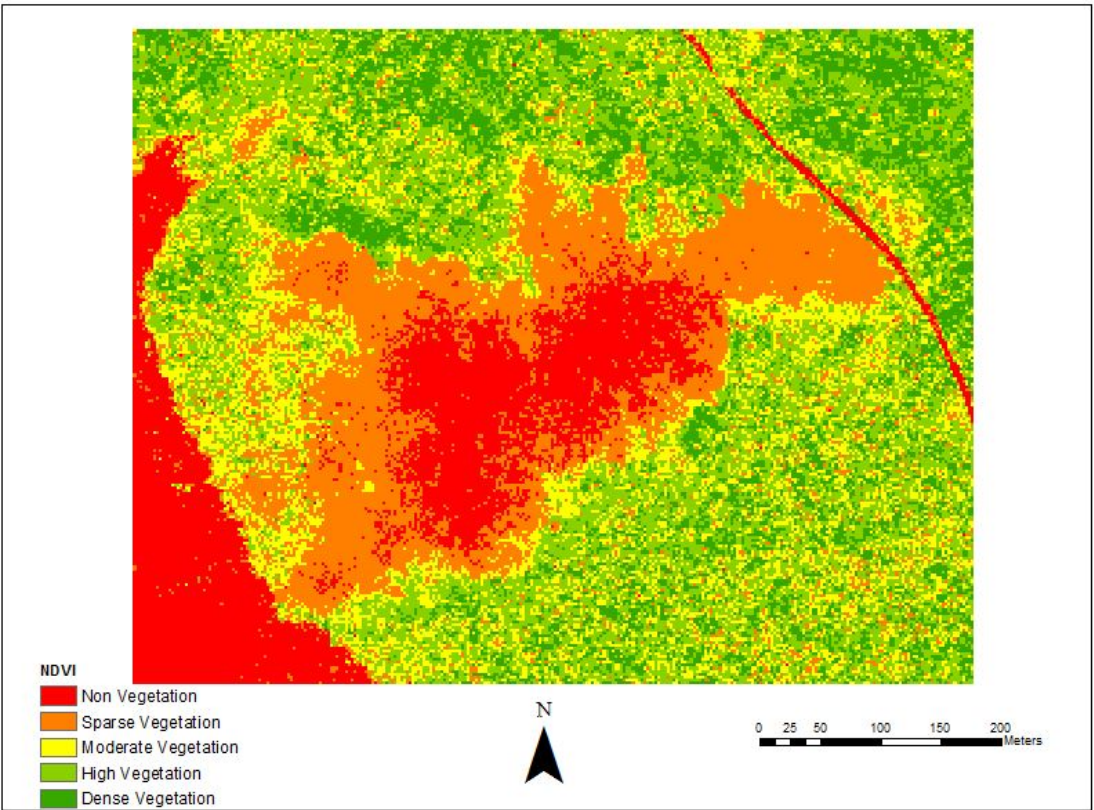 NDVI
Non Vegetation
Sparse Vegetation
Moderate Vegetation
High Vegetation
Dense Vegetation
N
0 25 50 100 150 200
Meters